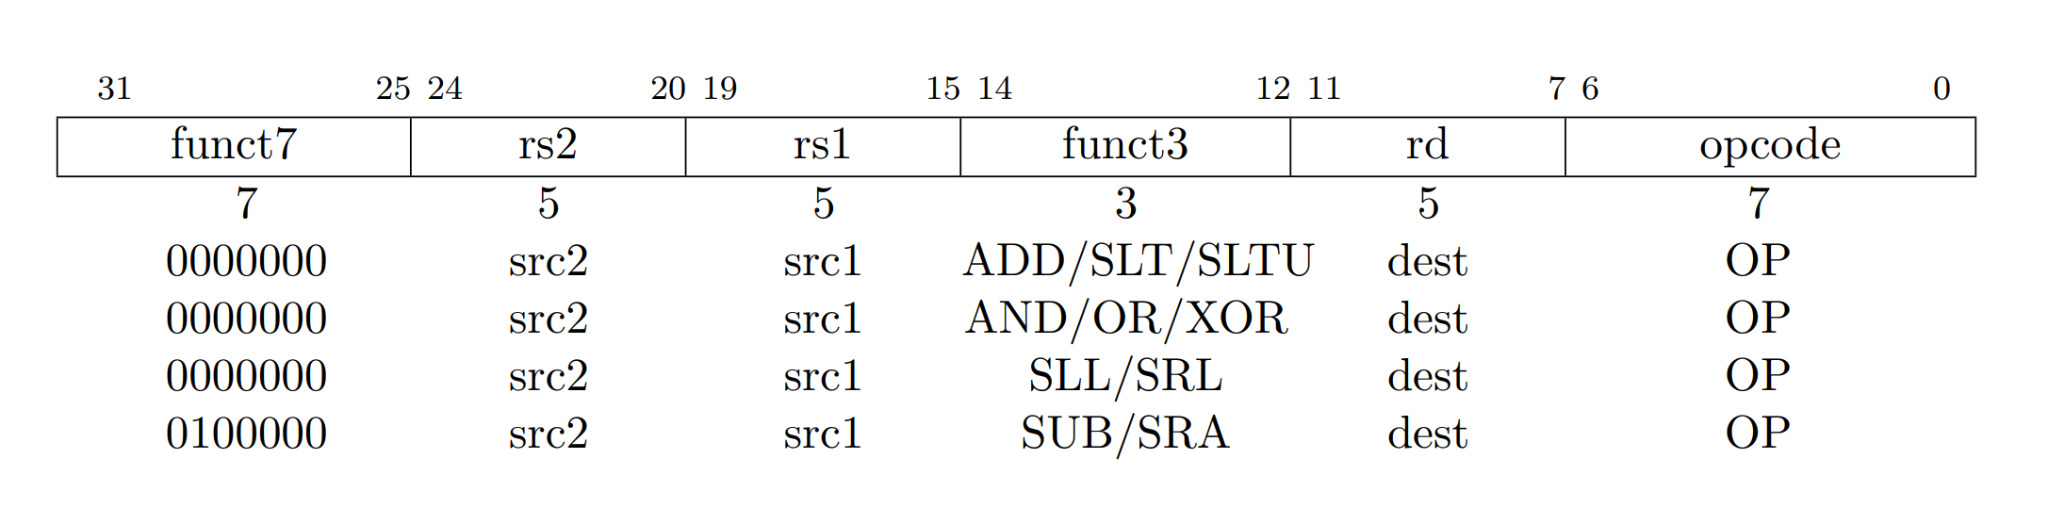 31 25 24 20 19 15 14 12 11 7 6 0
funct7 rs2 rs1 funct3 rd opcode
7 5 5 3 5 7
0000000 src2 src1 ADD/SLT/SLTU dest OP
0000000 src2 src1 AND/OR/XOR dest OP
0000000 src2 src1 SLL/SRL dest OP
0100000 src2 src1 SUB/SRA dest OP